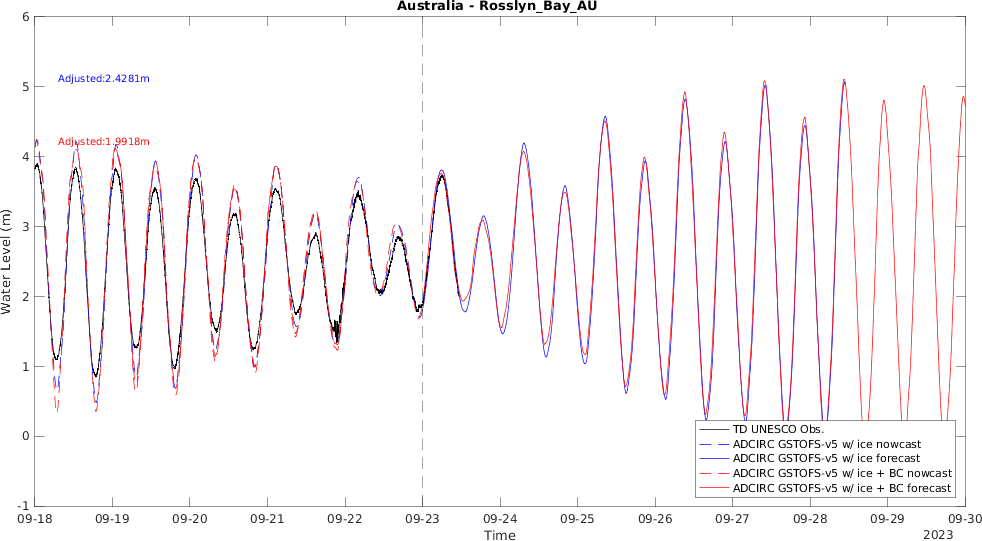 Australia - Rosslyn_Bay_AU
6
5
4
3
2
1
0
-1
Water Level (m)
Adjusted:2.4281m
Adjusted:1.9918m
TD UNESCO Obs.
ADCIRC GSTOFS-v5 w/ ice nowcast
ADCIRC GSTOFS-v5 w/ ice forecast
ADCIRC GSTOFS-v5 w/ ice + BC nowcast
ADCIRC GSTOFS-v5 w/ ice + BC forecast
09-18 09-19 09-20 09-21 09-22 09-23 09-24 09-25 09-26 09-27 09-28 09-29 09-30
Time
2023